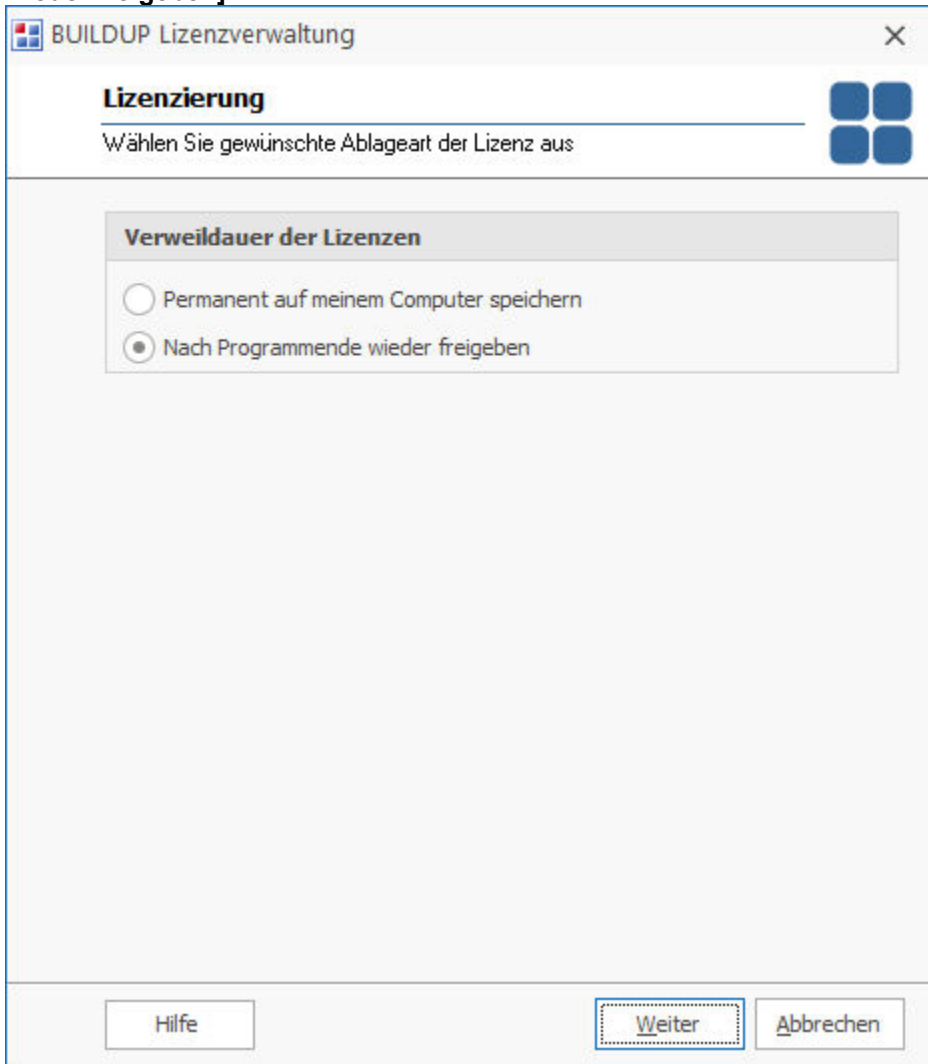 BUILDUP Lizenzverwaltung
Lizenzierung
Wählen Sie gewünschte Ablageart der Lizenz aus
Verweildauer der Lizenzen
Permanent auf meinem Computer speichern
Nach Programmende wieder freigeben
Hilfe Weiter Abbrechen